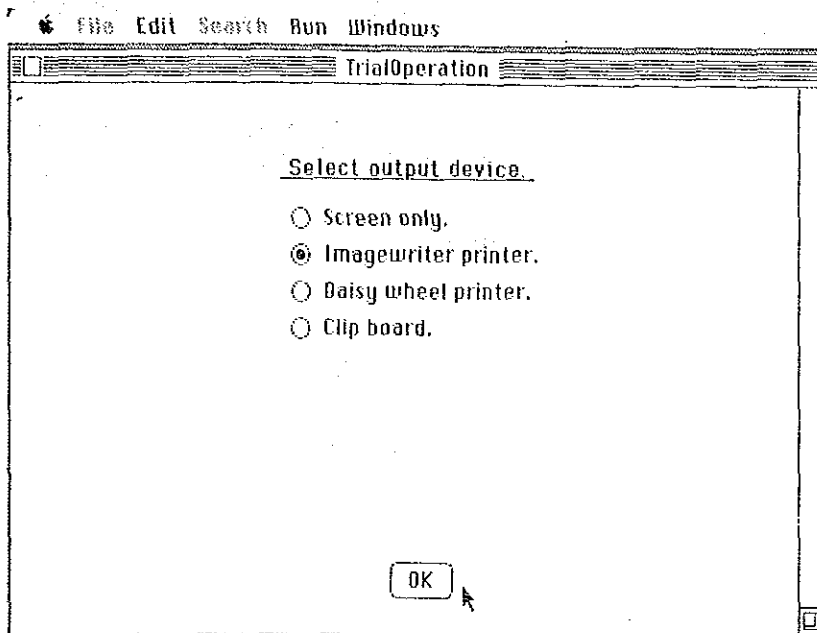 File Edit Search Run Windows
TrialOperation
Select output device.
Screen only.
Imagewriter printer.
Daisy wheel printer.
Clip board.
OK